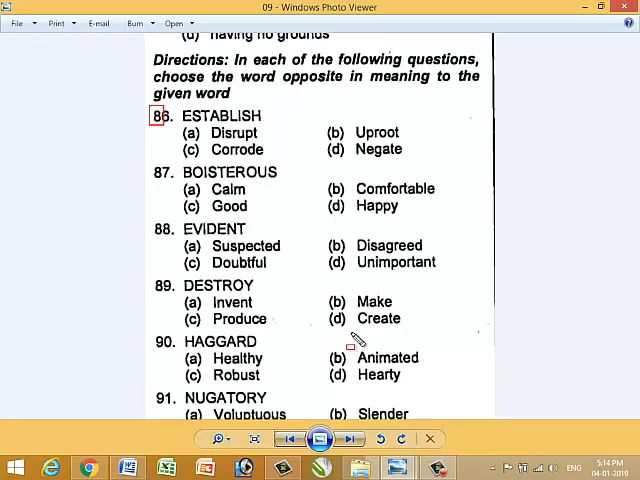 09 - Windows Photo Viewer
File Print E-mail Burn Open
(d) having no grounds
Directions: In each of the following questions,
choose the word opposite in meaning to the
given word
86. ESTABLISH
(a) Disrupt (b) Uproot
(c) Corrode (d) Negate
87. BOISTEROUS
(a) Calm (b) Comfortable
(c) Good (d) Happy
88. EVIDENT
(a) Suspected (b) Disagreed
(c) Doubtful (d) Unimportant
89. DESTROY
(a) Invent (b) Make
(c) Produce (d) Create
90. HAGGARD
(a) Healthy (b) Animated
(c) Robust (d) Hearty
91. NUGATORY
(a) Voluptuous (b) Slender
ENG
5:14 PM
04-01-2019